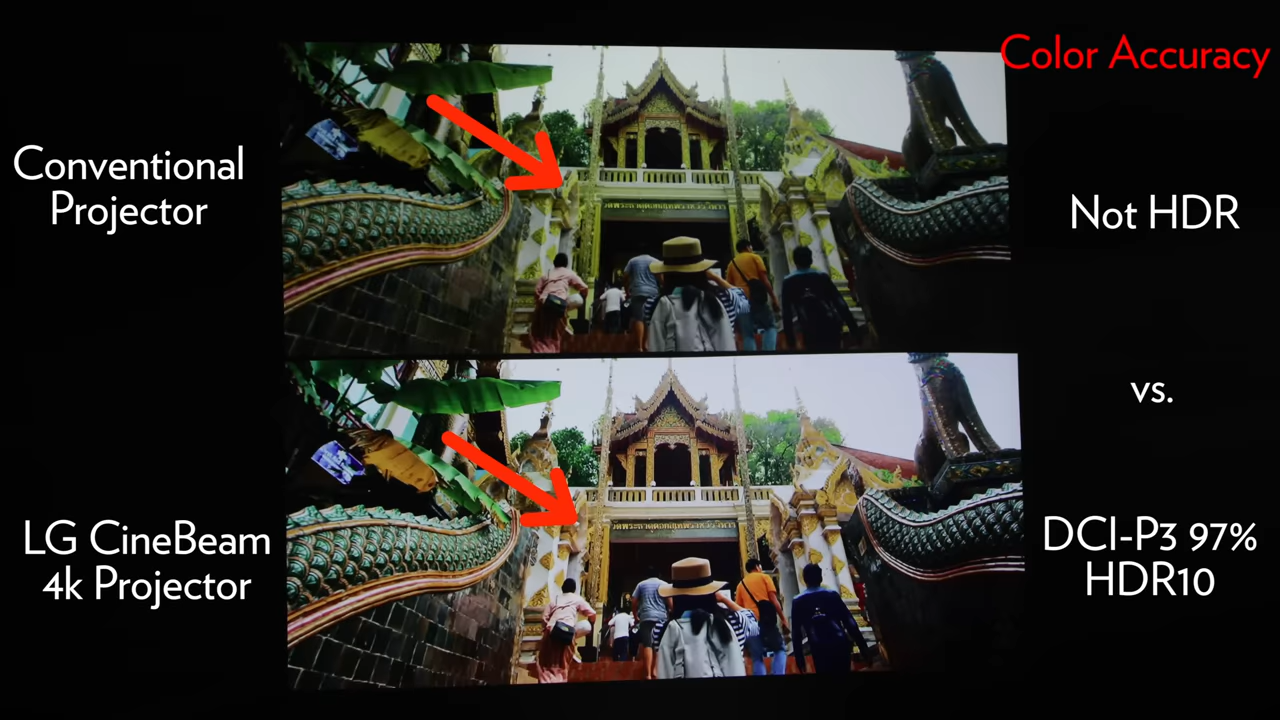 Color Accuracy
Conventional
Projector
Not HDR
vs.
LG CineBeam
4k Projector
DCI-P3 97%
HDR10